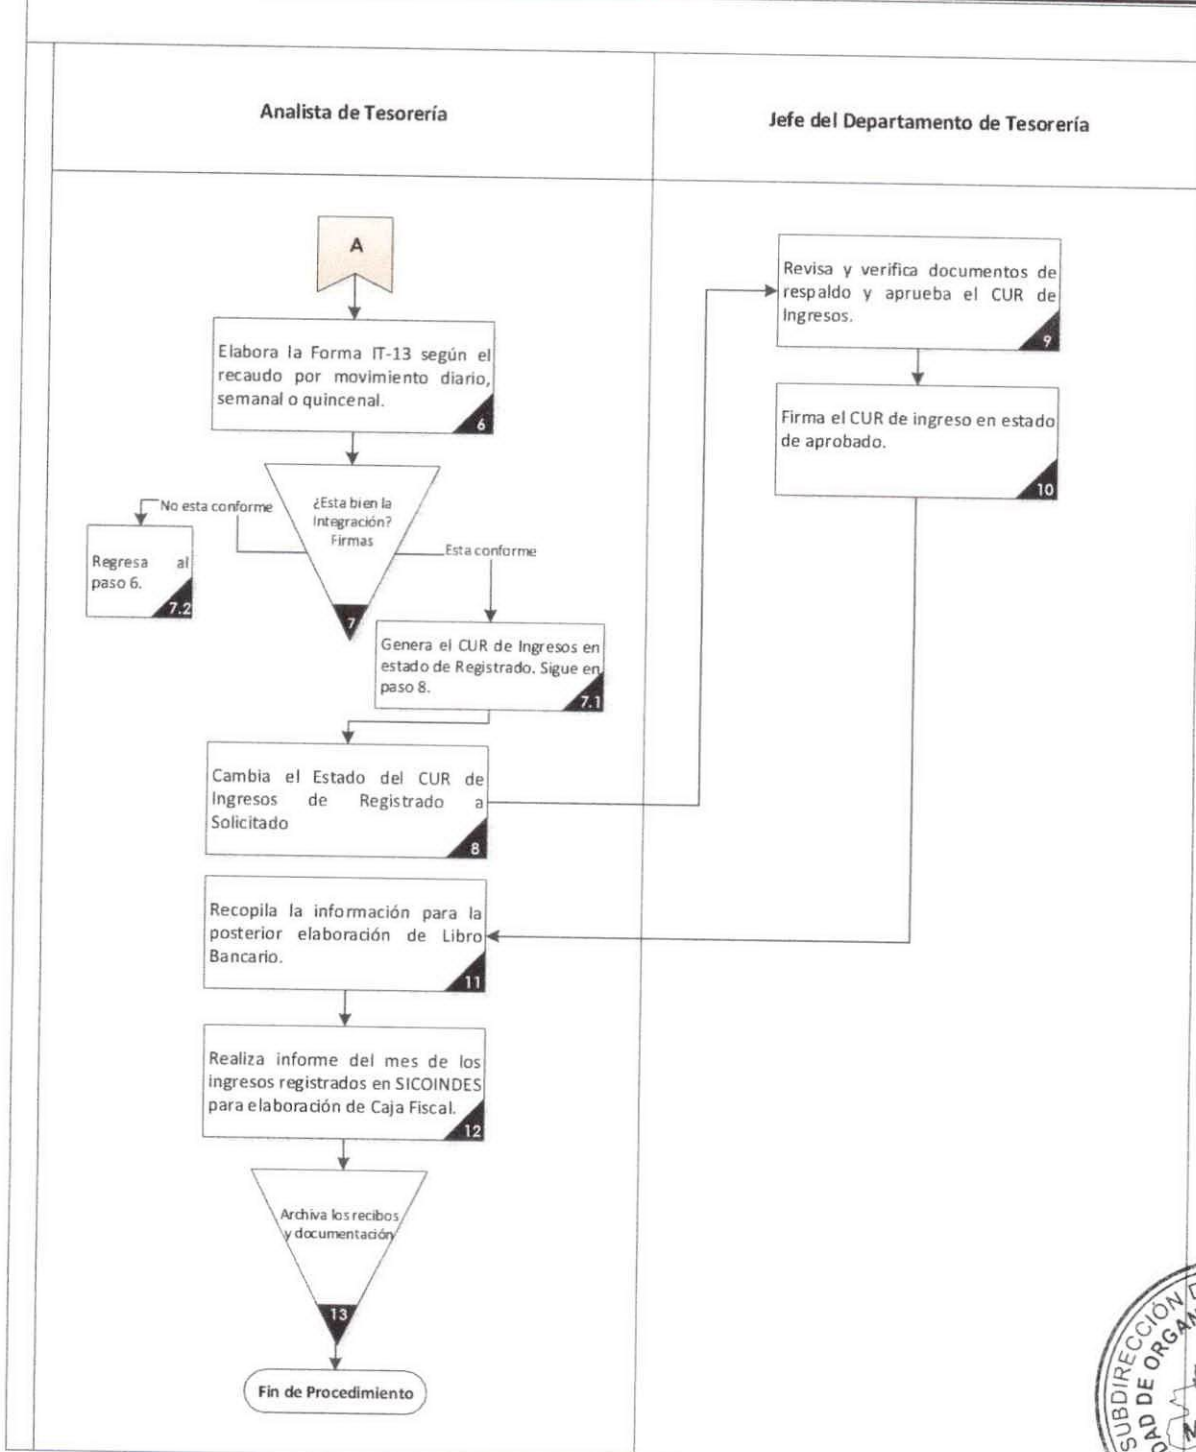 Analista de Tesorería
Jefe del Departamento de Tesorería
A
Elabora la Forma IT-13 según el
recaudo por movimiento diario,
semanal o quincenal.
6
¿Esta bien la
Integración?
Firmas
7
No esta conforme
Regresa al
paso 6.
7.2
Esta conforme
Genera el CUR de Ingresos en
estado de Registrado. Sigue en
paso 8.
7.1
Cambia el Estado del CUR de
Ingresos de Registrado a
Solicitado
8
Revisa y verifica documentos de
respaldo y aprueba el CUR de
Ingresos.
9
Firma el CUR de ingreso en estado
de aprobado.
10
Recopila la información para la
posterior elaboración de Libro
Bancario.
11
Realiza informe del mes de los
ingresos registrados en SICOINDES
para elaboración de Caja Fiscal.
12
Archiva los recibos
y documentación
13
Fin de Procedimiento
SUBDIRECCIÓN
DE